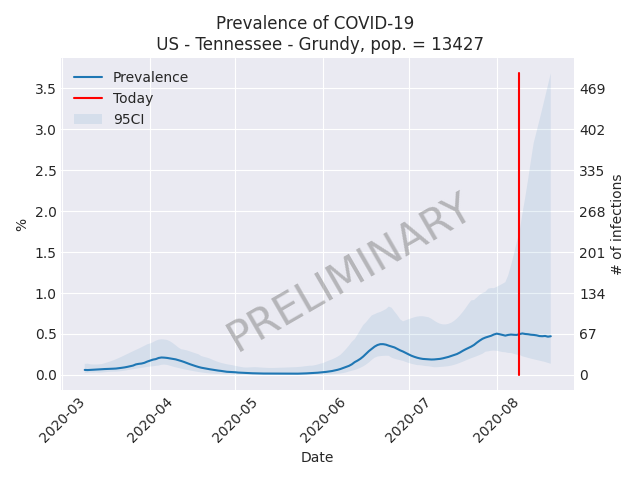 Prevalence of COVID-19
US - Tennessee - Grundy, pop. = 13427
Prevalence
Today
95CI
3.5
3.0
2.5
2.0
1.5
1.0
0.5
0.0
%
469
402
335
268
201
134
67
0
# of infections
PRELIMINARY
2020-03
2020-04
2020-05
2020-06
2020-07
2020-08
Date